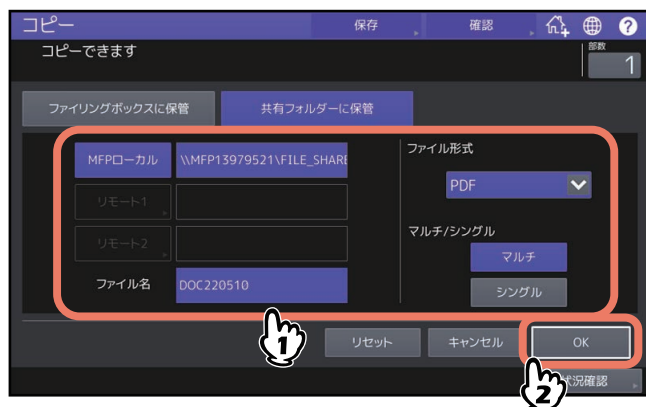 コピー 保存 確認 ?
コピーできます 部数 1
ファイリングボックスに保管 共有フォルダーに保管
MFPローカル \\MFP13979521\FILE_SHARE
ファイル形式
PDF
リモート1
リモート2
マルチ/シングル
マルチ
シングル
ファイル名 DOC220510
1
リセット キャンセル OK
2
状況確認